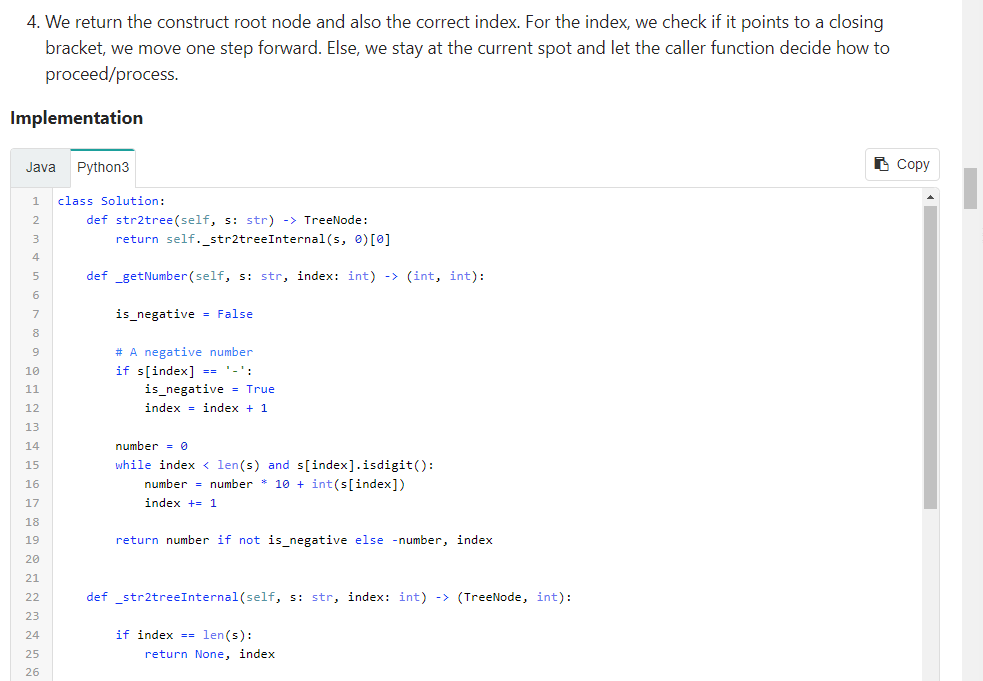 4. We return the construct root node and also the correct index. For the index, we check if it points to a closing
bracket, we move one step forward. Else, we stay at the current spot and let the caller function decide how to
proceed/process.
Implementation
Java
Python3
Copy
1 class Solution:
2     def str2tree(self, s: str) -> TreeNode:
3         return self._str2treeInternal(s, 0)[0]
4
5     def _getNumber(self, s: str, index: int) -> (int, int):
6
7         is_negative = False
8
9         # A negative number
10         if s[index] == '-':
11             is_negative = True
12             index = index + 1
13
14         number = 0
15         while index < len(s) and s[index].isdigit():
16             number = number * 10 + int(s[index])
17             index += 1
18
19         return number if not is_negative else -number, index
20
21
22     def _str2treeInternal(self, s: str, index: int) -> (TreeNode, int):
23
24         if index == len(s):
25             return None, index
26